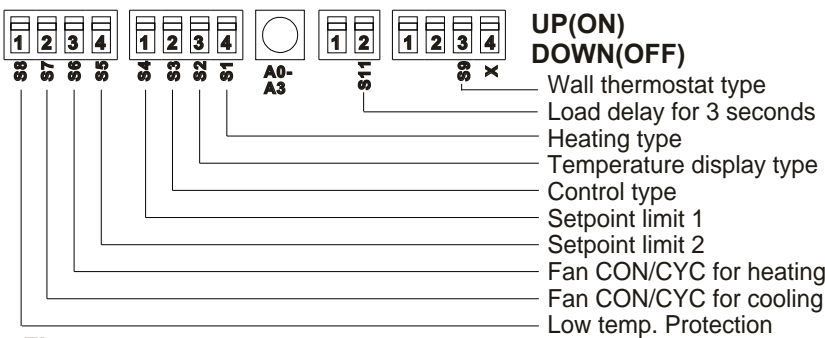 1 2 3 4 1 2 3 4 1 2 1 2 3 4 UP(ON)
DOWN(OFF)
S8 S7 S6 S5 S4 S3 S2 S1 A0-A3 S11 S9 X
Wall thermostat type
Load delay for 3 seconds
Heating type
Temperature display type
Control type
Setpoint limit 1
Setpoint limit 2
Fan CON/CYC for heating
Fan CON/CYC for cooling
Low temp. Protection